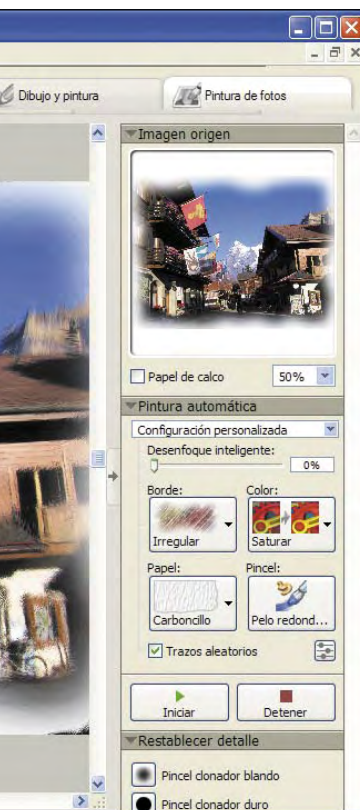 Dibujo y pintura
Pintura de fotos
Imagen origen
Papel de calco
50%
Pintura automática
Configuración personalizada
Desenfoque inteligente:
0%
Borde:
Color:
Irregular
Saturar
Papel:
Pincel:
Carboncillo
Pelo redond...
Trazos aleatorios
Iniciar
Detener
Restablecer detalle
Pincel clonador blando
Pincel clonador duro